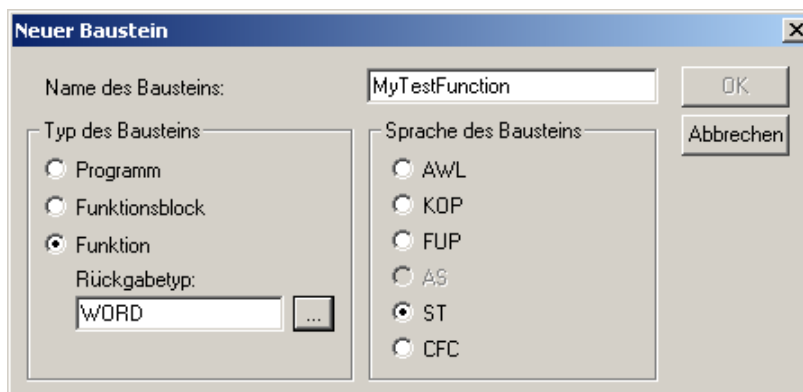 Neuer Baustein
Name des Bausteins:
MyTestFunction
OK
Abbrechen
Typ des Bausteins
Programm
Funktionsblock
Funktion
Rückgabetyp:
WORD
...
Sprache des Bausteins
AWL
KOP
FUP
AS
ST
CFC